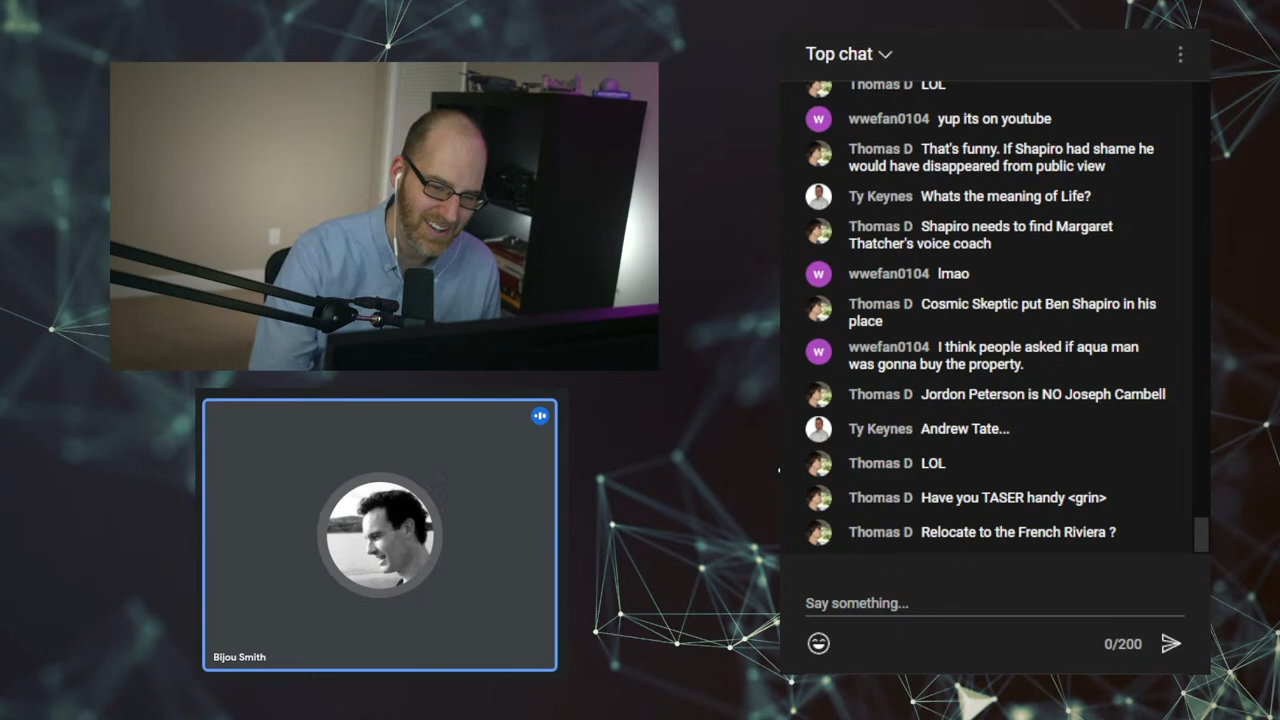 Top chat
Thomas D LOL
W wwefan0104 yup its on youtube
Thomas D That's funny. If Shapiro had shame he
would have disappeared from public view
Ty Keynes Whats the meaning of Life?
Thomas D Shapiro needs to find Margaret
Thatcher's voice coach
W wwefan0104 lmao
Thomas D Cosmic Skeptic put Ben Shapiro in his
place
W wwefan0104 I think people asked if aqua man
was gonna buy the property.
Thomas D Jordon Peterson is NO Joseph Cambell
Ty Keynes Andrew Tate...
Thomas D LOL
Thomas D Have you TASER handy <grin>
Thomas D Relocate to the French Riviera ?
Say something...
0/200
Bijou Smith